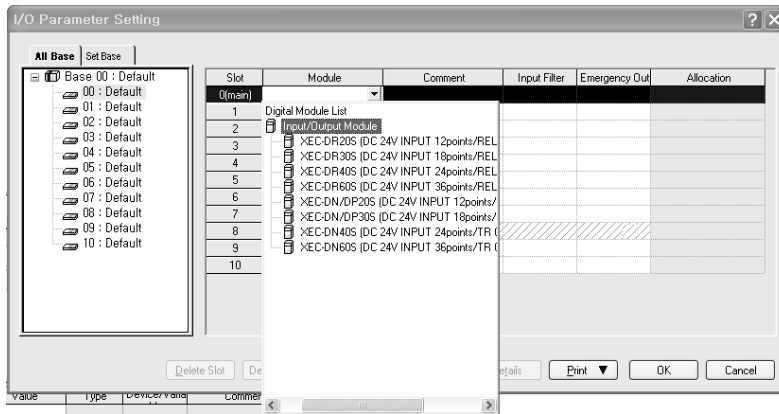 I/O Parameter Setting
All Base Set Base
Base 00 : Default
00 : Default
01 : Default
02 : Default
03 : Default
04 : Default
05 : Default
06 : Default
07 : Default
08 : Default
09 : Default
10 : Default
Slot Module Comment Input Filter Emergency Out Allocation
0(main)
1
2
3
4
5
6
7
8
9
10
Digital Module List
Input/Output Module
XEC-DR20S (DC 24V INPUT 12points/REL
XEC-DR30S (DC 24V INPUT 18points/REL
XEC-DR40S (DC 24V INPUT 24points/REL
XEC-DR60S (DC 24V INPUT 36points/REL
XEC-DN/DP20S (DC 24V INPUT 12points/
XEC-DN/DP30S (DC 24V INPUT 18points/
XEC-DN40S (DC 24V INPUT 24points/TR
XEC-DN60S (DC 24V INPUT 36points/TR
Delete Slot De etails Print ▼ OK Cancel
Value Type Commer